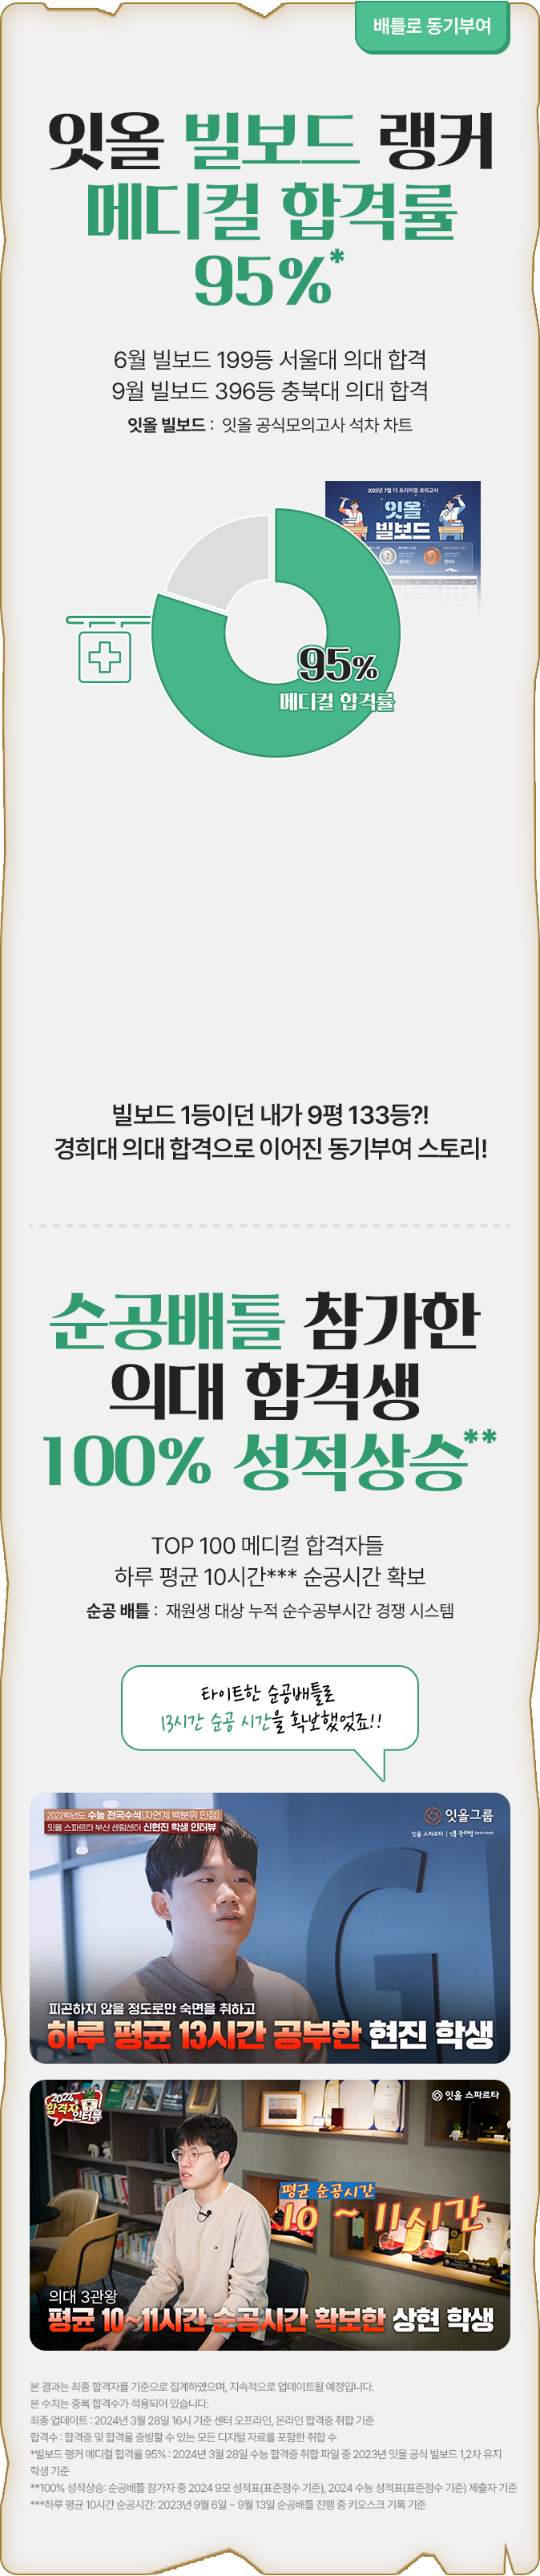 배틀로 동기부여
잇올 빌보드 랭커
메디컬 합격률
95%*
6월 빌보드 199등 서울대 의대 합격
9월 빌보드 396등 충북대 의대 합격
잇올 빌보드 : 잇올 공식모의고사 석차 차트
2023년 7월 더 프리미엄 모의고사
잇올
빌보드
95%
메디컬 합격률
빌보드 1등이던 내가 9평 133등?!
경희대 의대 합격으로 이어진 동기부여 스토리!
순공배틀 참가한
의대 합격생
100% 성적상승**
TOP 100 메디컬 합격자들
하루 평균 10시간*** 순공시간 확보
순공 배틀 : 재원생 대상 누적 순수공부시간 경쟁 시스템
타이트한 순공배틀로
13시간 순공 시간을 확보했었죠!!
2022학년도 수능 전국수석(자연계 백분위 만점)
잇올 스파르타 부산 센텀센터 신현진 학생 인터뷰
잇올그룹
잇올 스파르타
피곤하지 않을 정도로만 숙면을 취하고
하루 평균 13시간 공부한 현진 학생
2024
합격자 인터뷰
잇올 스파르타
평균 순공시간
10 ~ 11시간
의대 3관왕
평균 10~11시간 순공시간 확보한 상현 학생
본 결과는 최종 합격자를 기준으로 집계하였으며, 지속적으로 업데이트될 예정입니다.
본 수치는 중복 합격수가 적용되어 있습니다.
최종 업데이트 : 2024년 3월 28일 16시 기준 센터 오프라인, 온라인 합격증 취합 기준
합격수 : 합격증 및 합격을 증빙할 수 있는 모든 디지털 자료를 포함한 취합 수
*빌보드 랭커 메디컬 합격률 95% : 2024년 3월 28일 수능 합격증 취합 파일 중 2023년 잇올 공식 빌보드 1,2차 유지
학생 기준
**100% 성적상승: 순공배틀 참가자 중 2024 9모 성적표(표준점수 기준), 2024 수능 성적표(표준점수 기준) 제출자 기준
***하루 평균 10시간 순공시간: 2023년 9월 6일 ~ 9월 13일 순공배틀 진행 중 키오스크 기록 기준